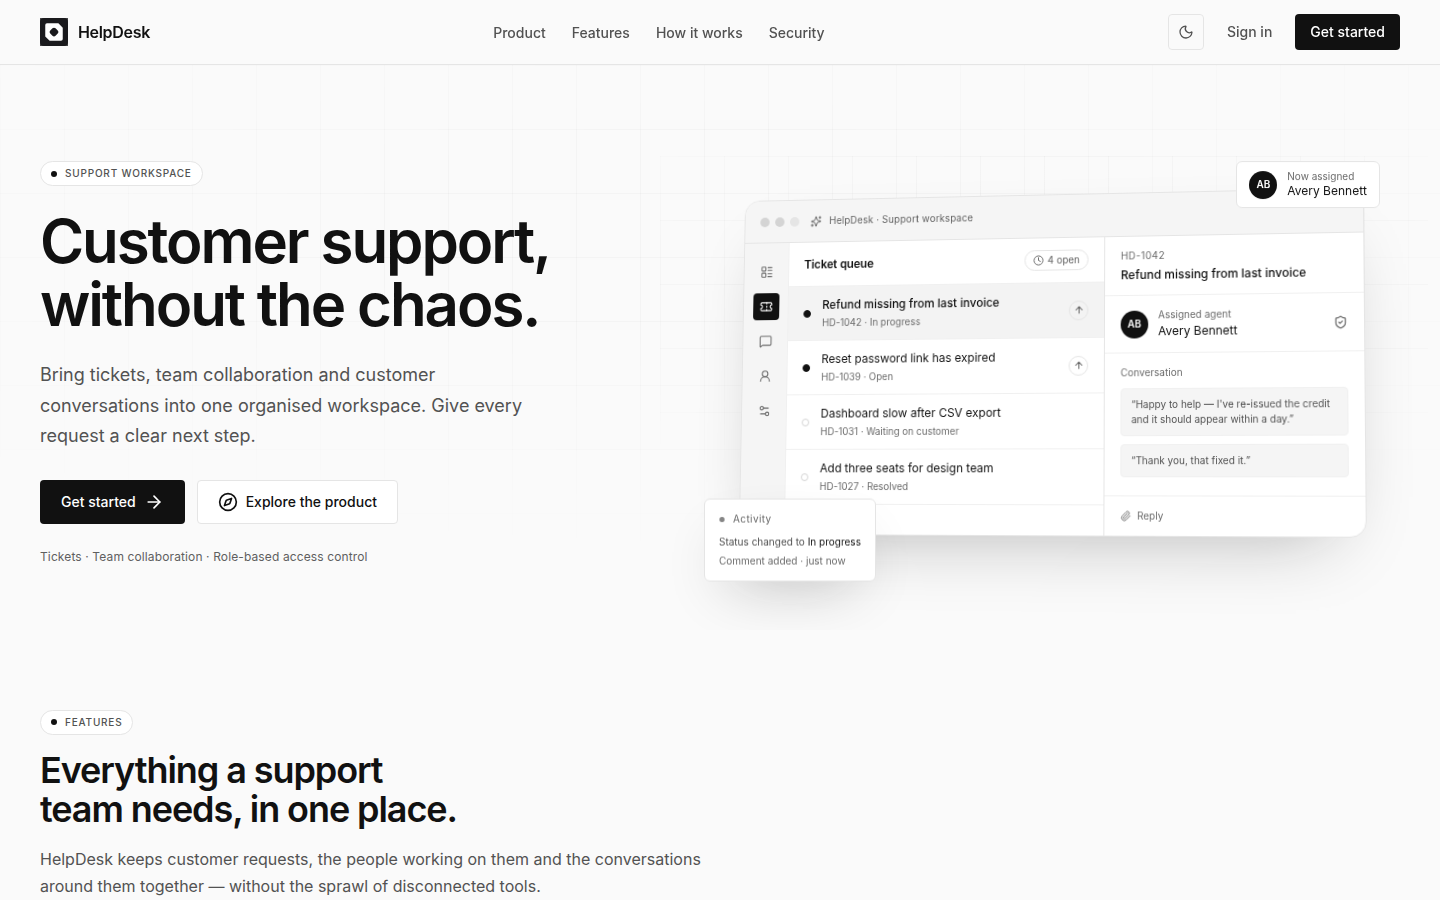 HelpDesk
Product
Features
How it works
Security
Sign in
Get started
SUPPORT WORKSPACE
Customer support,
without the chaos.
Bring tickets, team collaboration and customer
conversations into one organised workspace. Give every
request a clear next step.
Get started
Explore the product
Tickets · Team collaboration · Role-based access control
AB
Now assigned
Avery Bennett
HelpDesk · Support workspace
Ticket queue
4 open
Refund missing from last invoice
HD-1042 · In progress
Reset password link has expired
HD-1039 · Open
Dashboard slow after CSV export
HD-1031 · Waiting on customer
Add three seats for design team
HD-1027 · Resolved
HD-1042
Refund missing from last invoice
AB
Assigned agent
Avery Bennett
Conversation
“Happy to help — I’ve re-issued the credit
and it should appear within a day.”
“Thank you, that fixed it.”
Reply
Activity
Status changed to In progress
Comment added · just now
FEATURES
Everything a support
team needs, in one place.
HelpDesk keeps customer requests, the people working on them and the conversations
around them together — without the sprawl of disconnected tools.